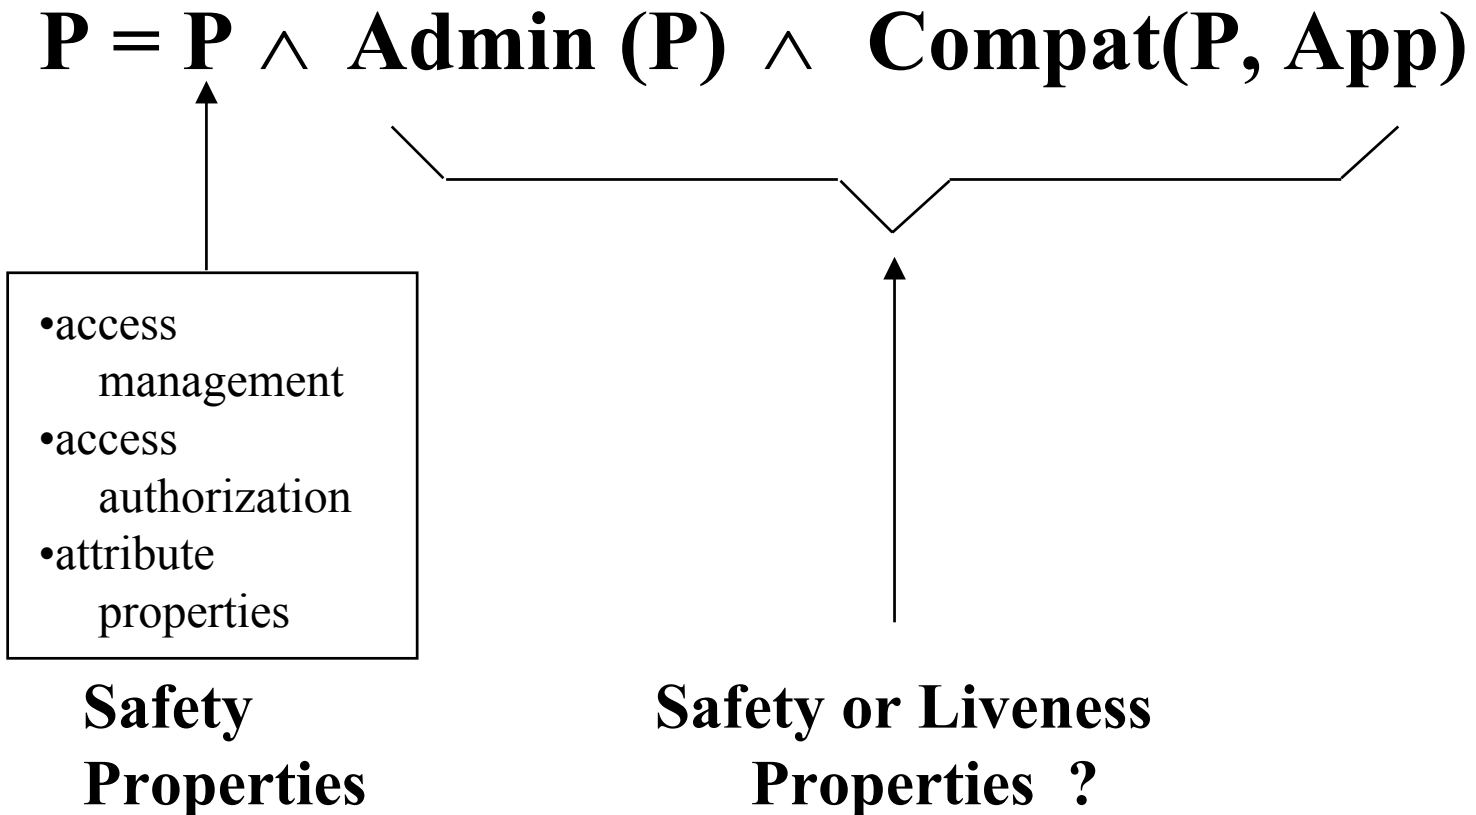 P = P ∧ Admin (P) ∧ Compat(P, App)
•access
management
•access
authorization
•attribute
properties
Safety
Properties
Safety or Liveness
Properties ?